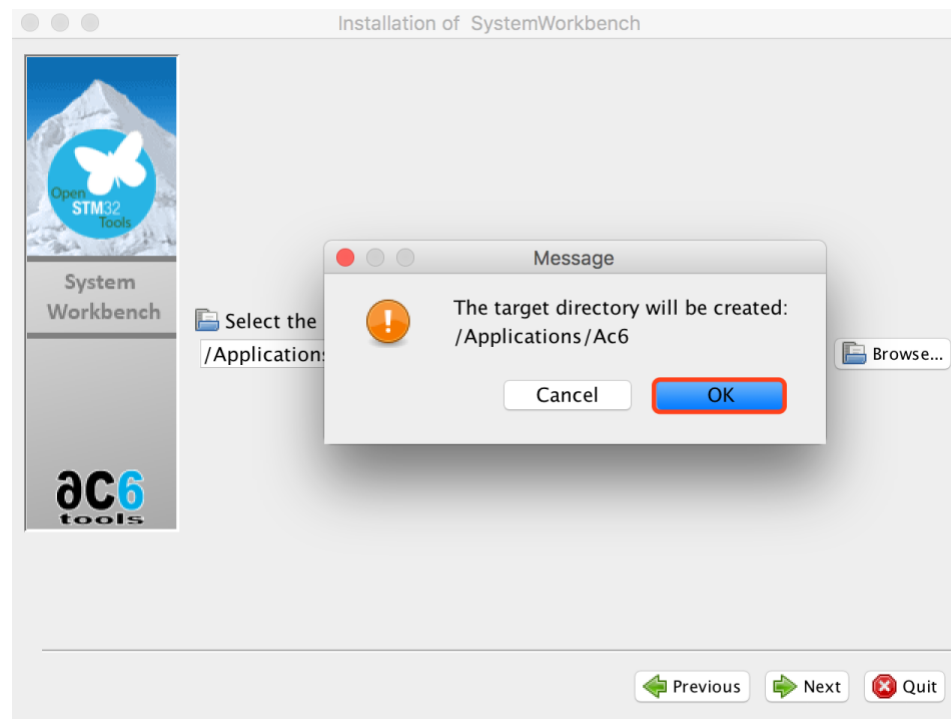 Installation of SystemWorkbench
Open
STM32
Tools
System
Workbench
ac6
tools
Select the
/Applications
Browse...
Message
The target directory will be created:
/Applications/Ac6
Cancel
OK
Previous
Next
Quit